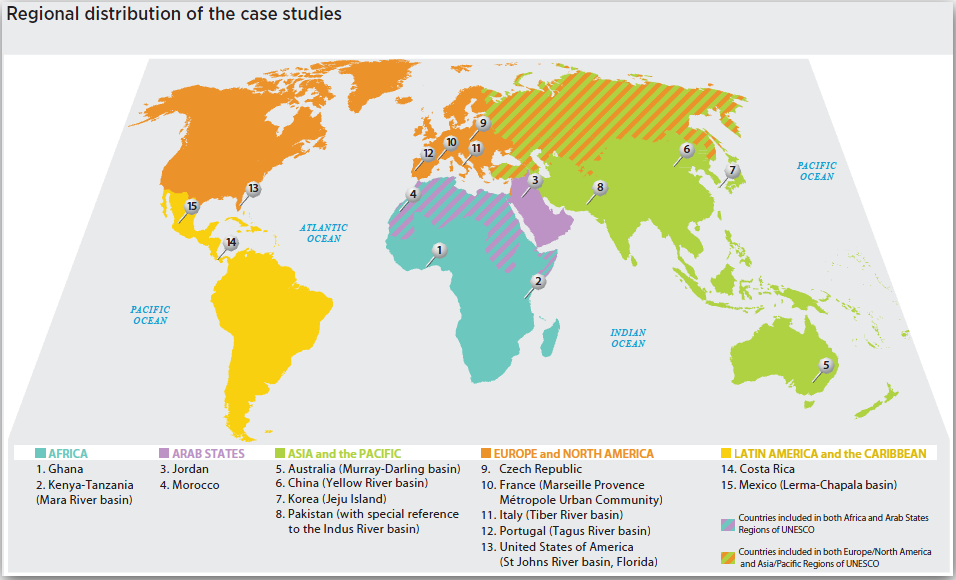 Regional distribution of the case studies
9
10
6
11
12
7
PACIFIC
OCEAN
3
8
13
4
15
ATLANTIC
OCEAN
14
1
2
PACIFIC
OCEAN
INDIAN
OCEAN
5
AFRICA
1. Ghana
2. Kenya-Tanzania
(Mara River basin)
ARAB STATES
3. Jordan
4. Morocco
ASIA and the PACIFIC
5. Australia (Murray-Darling basin)
6. China (Yellow River basin)
7. Korea (Jeju Island)
8. Pakistan (with special reference
to the Indus River basin)
EUROPE and NORTH AMERICA
9. Czech Republic
10. France (Marseille Provence
Métropole Urban Community)
11. Italy (Tiber River basin)
12. Portugal (Tagus River basin)
13. United States of America
(St Johns River basin, Florida)
LATIN AMERICA and the CARIBBEAN
14. Costa Rica
15. Mexico (Lerma-Chapala basin)
Countries included in both Africa and Arab States
Regions of UNESCO
Countries included in both Europe/North America
and Asia/Pacific Regions of UNESCO